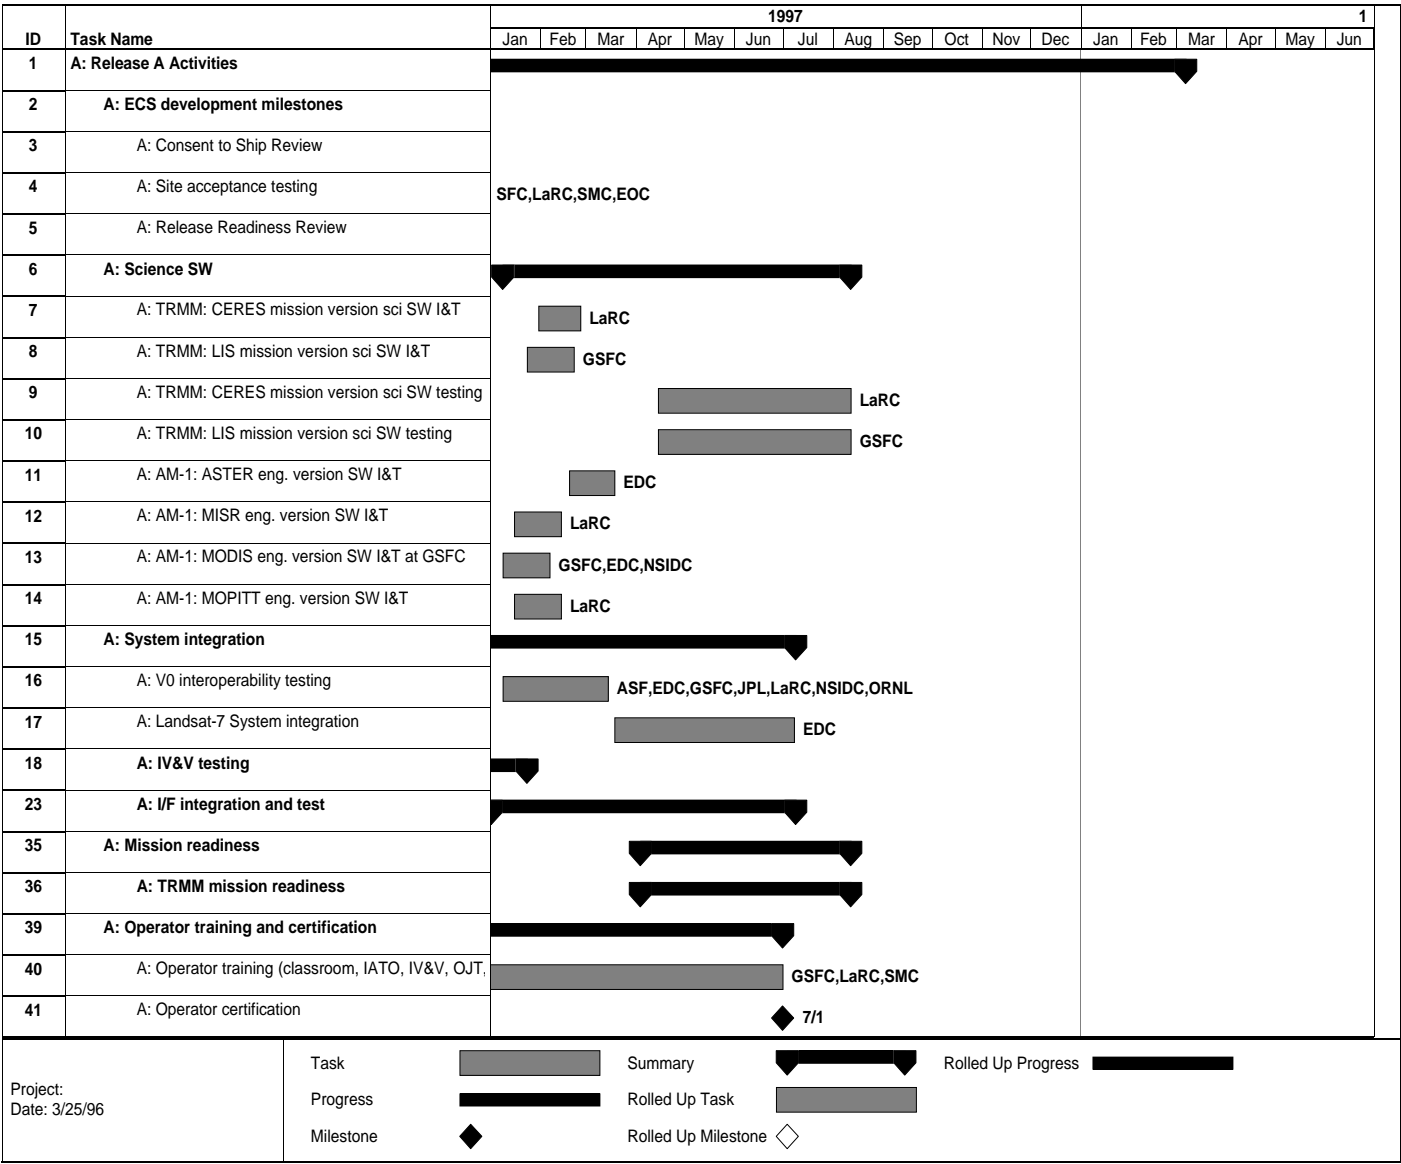 1997 1
ID Task Name Jan Feb Mar Apr May Jun Jul Aug Sep Oct Nov Dec Jan Feb Mar Apr May Jun
1 A: Release A Activities
2 A: ECS development milestones
3 A: Consent to Ship Review
4 A: Site acceptance testing SFC,LaRC,SMC,EOC
5 A: Release Readiness Review
6 A: Science SW
7 A: TRMM: CERES mission version sci SW I&T LaRC
8 A: TRMM: LIS mission version sci SW I&T GSFC
9 A: TRMM: CERES mission version sci SW testing LaRC
10 A: TRMM: LIS mission version sci SW testing GSFC
11 A: AM-1: ASTER eng. version SW I&T EDC
12 A: AM-1: MISR eng. version SW I&T LaRC
13 A: AM-1: MODIS eng. version SW I&T at GSFC GSFC,EDC,NSIDC
14 A: AM-1: MOPITT eng. version SW I&T LaRC
15 A: System integration
16 A: V0 interoperability testing ASF,EDC,GSFC,JPL,LaRC,NSIDC,ORNL
17 A: Landsat-7 System integration EDC
18 A: IV&V testing
23 A: I/F integration and test
35 A: Mission readiness
36 A: TRMM mission readiness
39 A: Operator training and certification
40 A: Operator training (classroom, IATO, IV&V, OJT, GSFC,LaRC,SMC
41 A: Operator certification 7/1
Project:
Date: 3/25/96
Task Summary Rolled Up Progress
Progress Rolled Up Task
Milestone Rolled Up Milestone